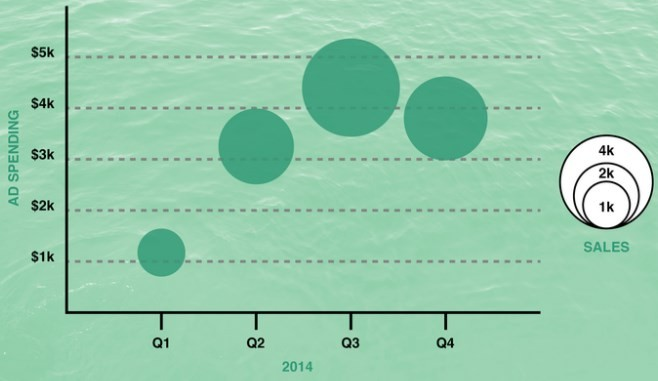 AD SPENDING
$5k
$4k
$3k
$2k
$1k
Q1 Q2 Q3 Q4
2014
4k
2k
1k
SALES